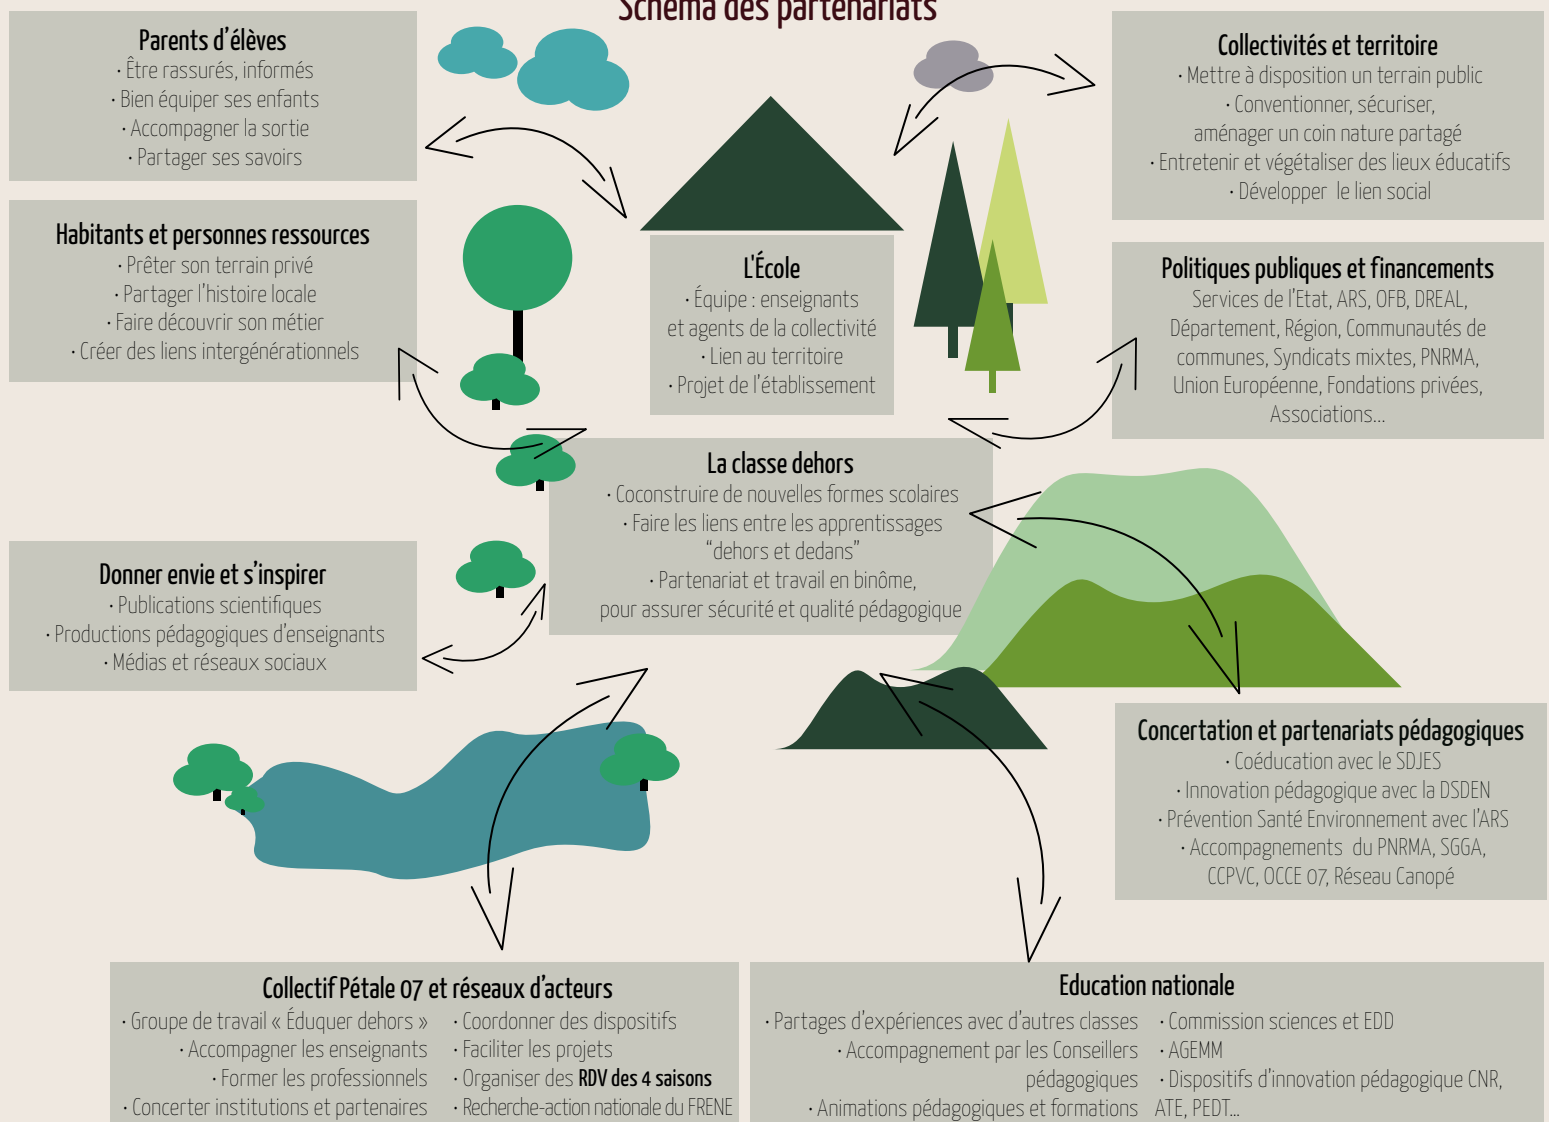 Schéma des partenariats
Parents d'élèves
· Être rassurés, informés
· Bien équiper ses enfants
· Accompagner la sortie
· Partager ses savoirs
Habitants et personnes ressources
· Prêter son terrain privé
· Partager l'histoire locale
· Faire découvrir son métier
· Créer des liens intergénérationnels
Donner envie et s'inspirer
· Publications scientifiques
· Productions pédagogiques d'enseignants
· Médias et réseaux sociaux
L'École
· Équipe : enseignants
et agents de la collectivité
· Lien au territoire
· Projet de l'établissement
La classe dehors
· Coconstruire de nouvelles formes scolaires
· Faire les liens entre les apprentissages
“dehors et dedans”
· Partenariat et travail en binôme,
pour assurer sécurité et qualité pédagogique
Collectivités et territoire
· Mettre à disposition un terrain public
· Conventionner, sécuriser,
aménager un coin nature partagé
· Entretenir et végétaliser des lieux éducatifs
· Développer le lien social
Politiques publiques et financements
Services de l'Etat, ARS, OFB, DREAL,
Département, Région, Communautés de
communes, Syndicats mixtes, PNRMA,
Union Européenne, Fondations privées,
Associations...
Concertation et partenariats pédagogiques
· Coéducation avec le SDJES
· Innovation pédagogique avec la DSDEN
· Prévention Santé Environnement avec l'ARS
· Accompagnements du PNRMA, SGGA,
CCPVC, OCCE 07, Réseau Canopé
Collectif Pétale 07 et réseaux d'acteurs
· Groupe de travail « Éduquer dehors »
· Accompagner les enseignants
· Former les professionnels
· Concerter institutions et partenaires
· Coordonner des dispositifs
· Faciliter les projets
· Organiser des RDV des 4 saisons
· Recherche-action nationale du FRENE
Education nationale
· Partages d'expériences avec d'autres classes
· Accompagnement par les Conseillers
pédagogiques
· Animations pédagogiques et formations
· Commission sciences et EDD
· AGEMM
· Dispositifs d'innovation pédagogique CNR,
ATE, PEDT...